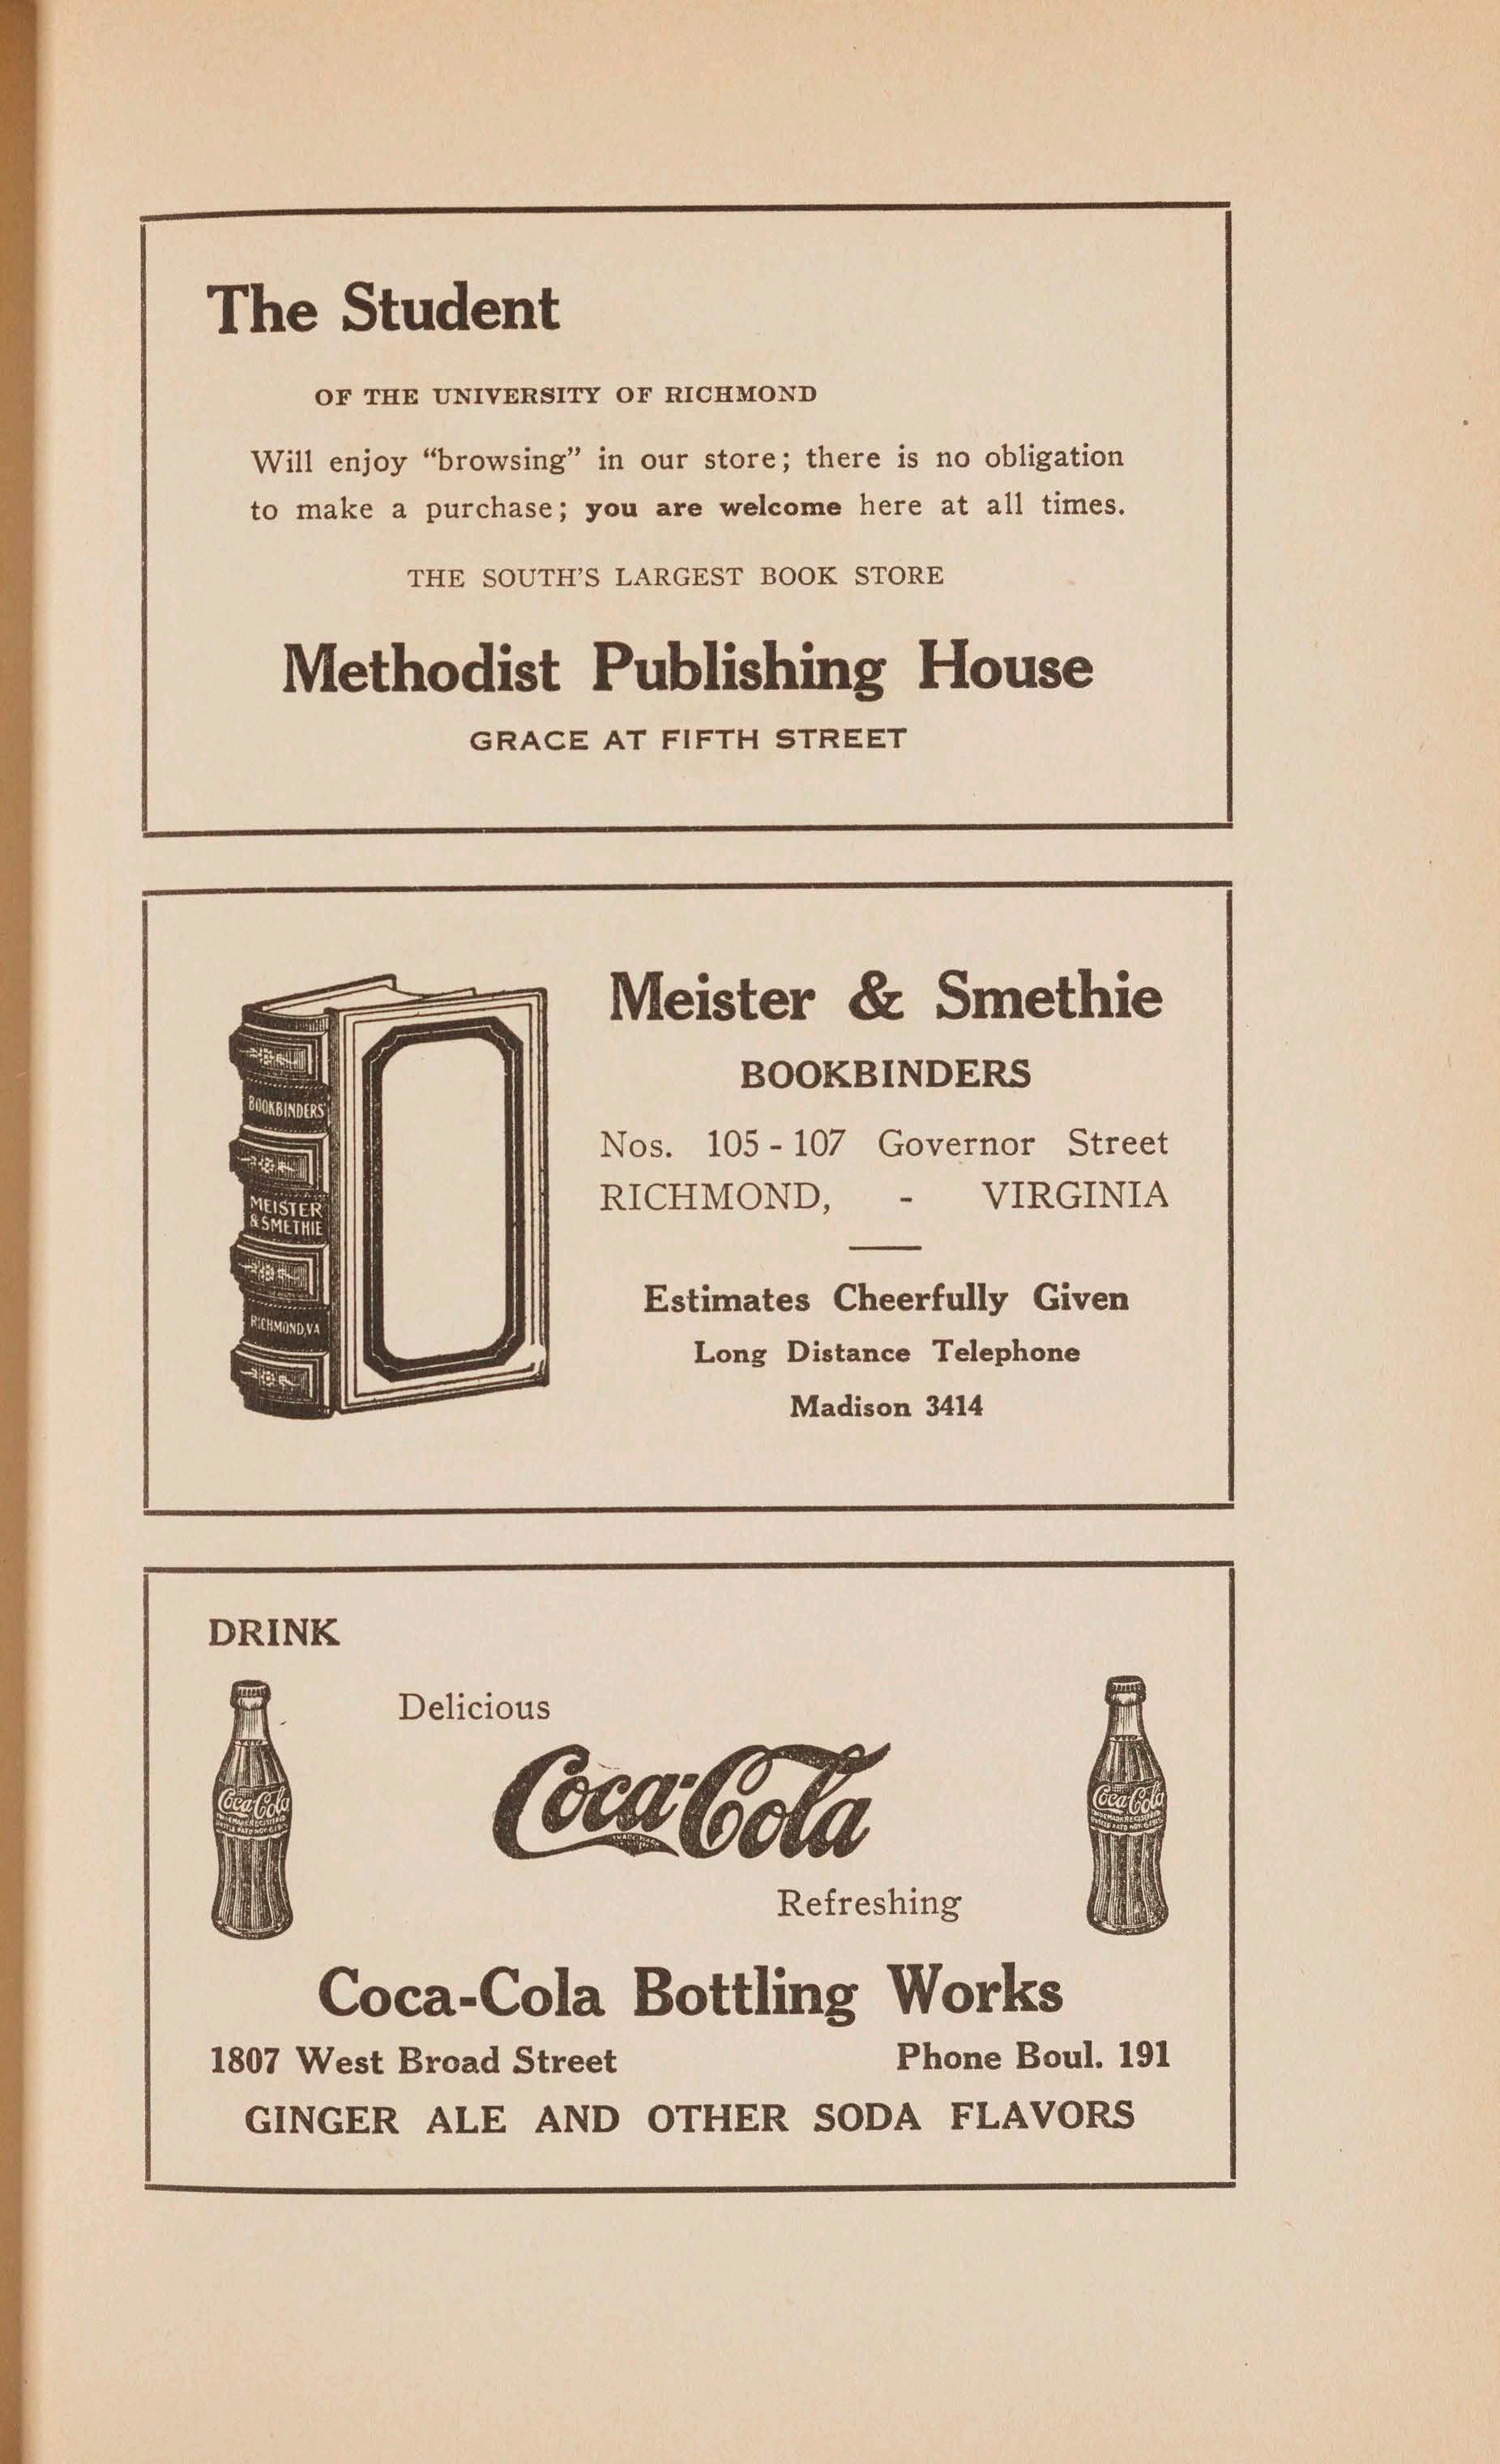 The Student
OF THE UNIVERSITY OF RICHMOND
Will enjoy “browsing” in our store; there is no obligation
to make a purchase; you are welcome here at all times.
THE SOUTH’S LARGEST BOOK STORE
Methodist Publishing House
GRACE AT FIFTH STREET
BOOKBINDERS
MEISTER
& SMETHIE
RICHMOND, VA
Meister & Smethie
BOOKBINDERS
Nos. 105 - 107 Governor Street
RICHMOND, - VIRGINIA
Estimates Cheerfully Given
Long Distance Telephone
Madison 3414
DRINK
Delicious
Coca-Cola
Refreshing
Coca-Cola
Coca-Cola
Coca-Cola Bottling Works
1807 West Broad Street Phone Boul. 191
GINGER ALE AND OTHER SODA FLAVORS